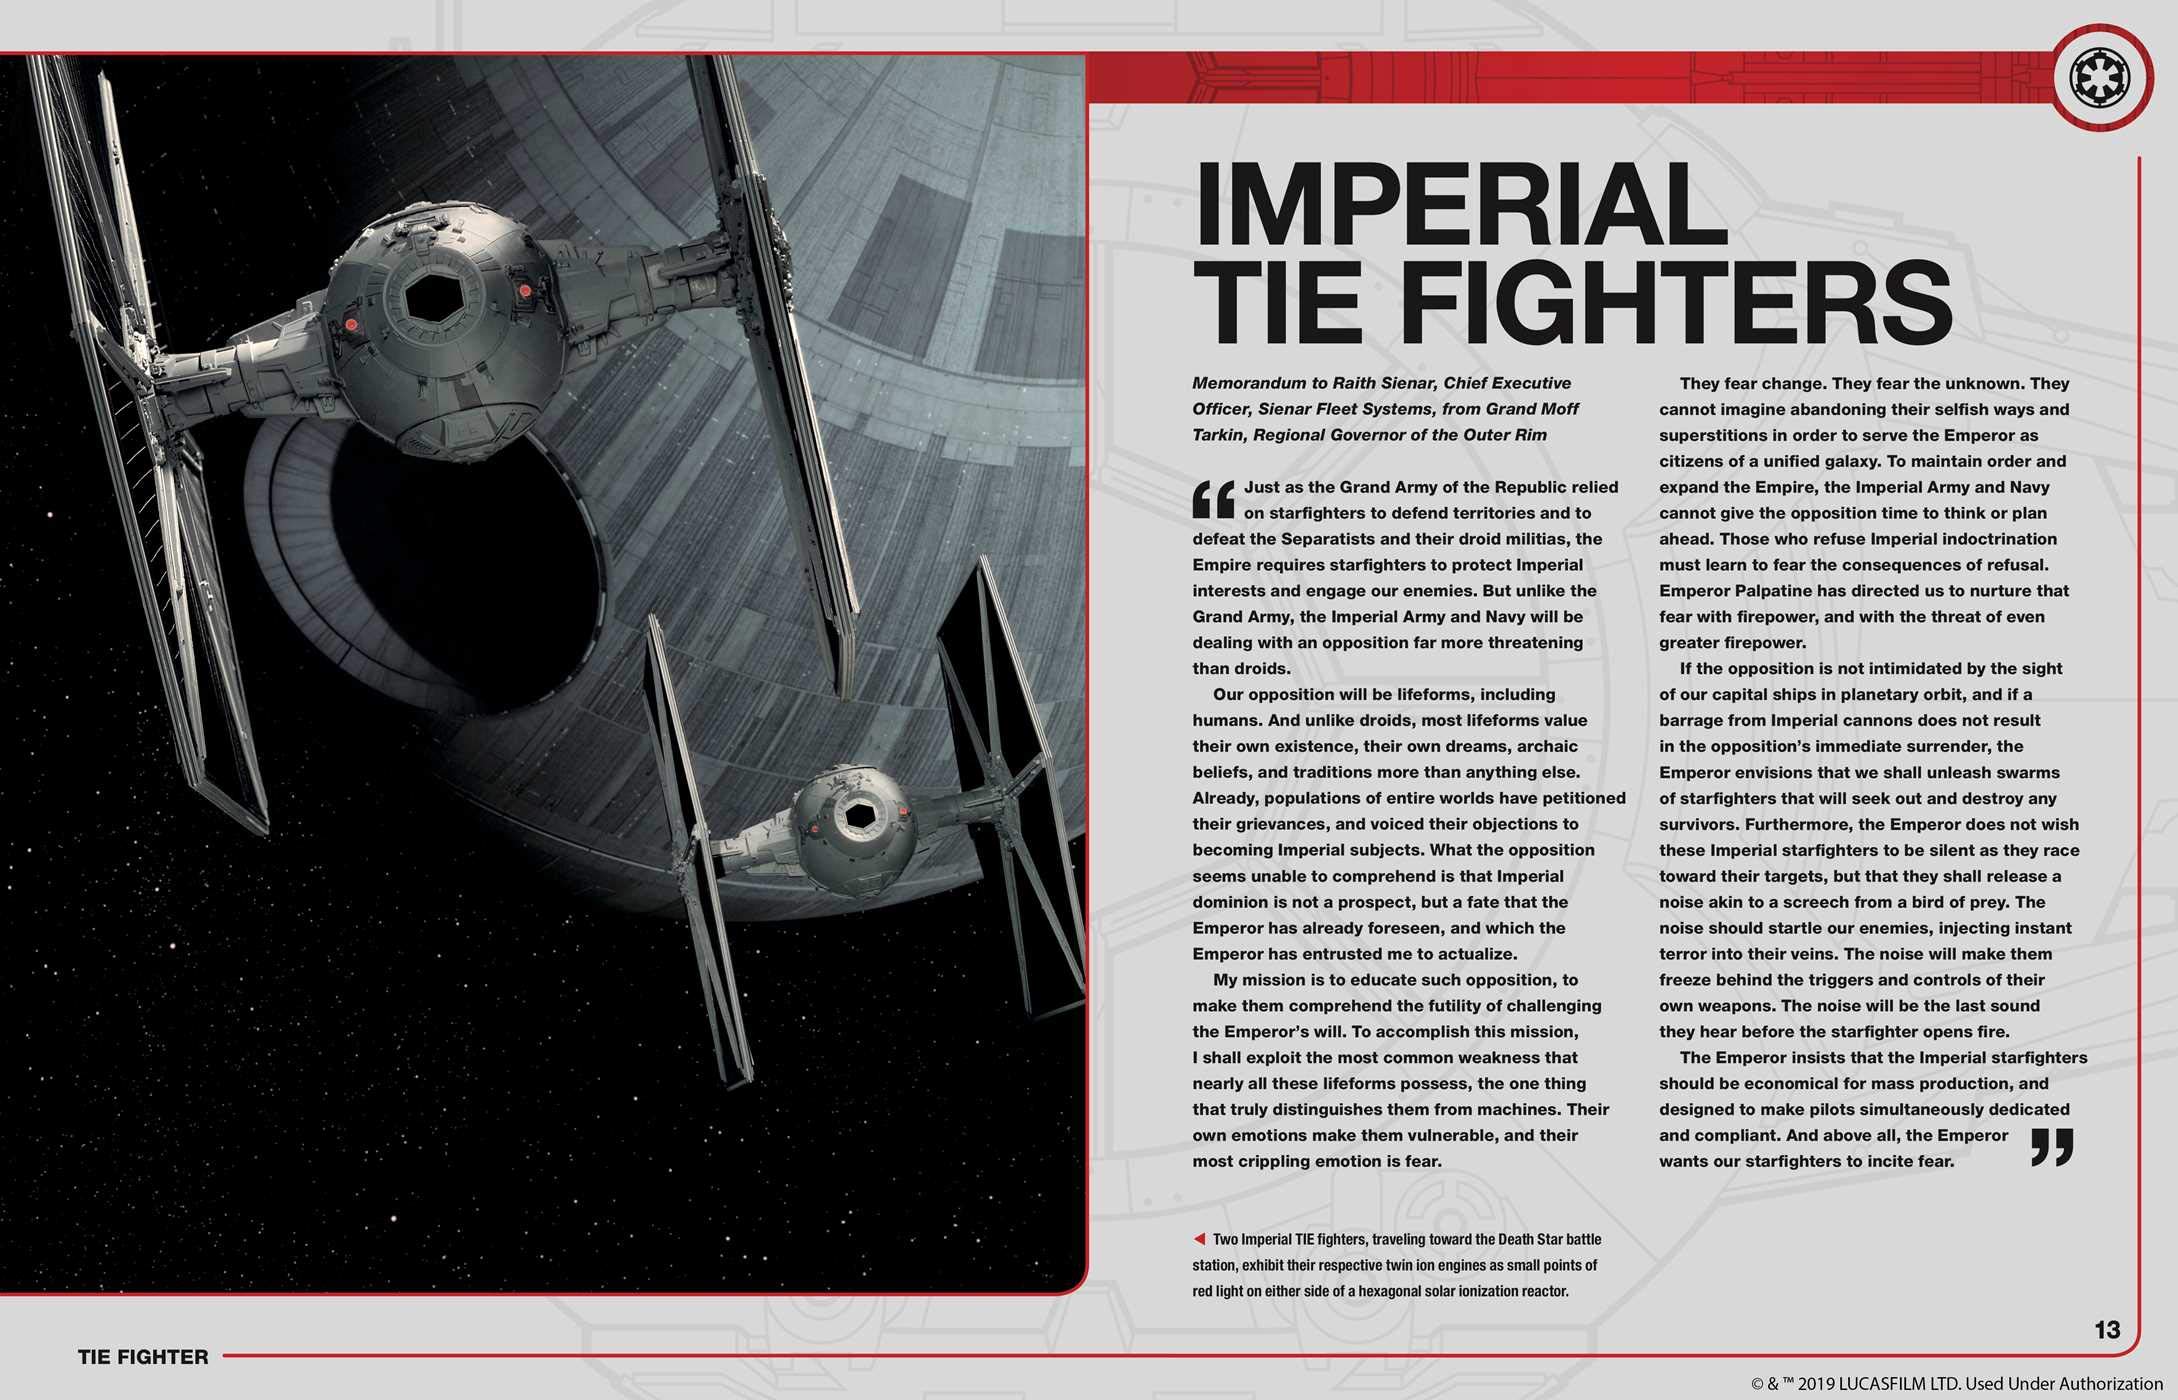 IMPERIAL
TIE FIGHTERS
Memorandum to Raith Sienar, Chief Executive
Officer, Sienar Fleet Systems, from Grand Moff
Tarkin, Regional Governor of the Outer Rim
“ Just as the Grand Army of the Republic relied
on starfighters to defend territories and to
defeat the Separatists and their droid militias, the
Empire requires starfighters to protect Imperial
interests and engage our enemies. But unlike the
Grand Army, the Imperial Army and Navy will be
dealing with an opposition far more threatening
than droids.
Our opposition will be lifeforms, including
humans. And unlike droids, most lifeforms value
their own existence, their own dreams, archaic
beliefs, and traditions more than anything else.
Already, populations of entire worlds have petitioned
their grievances, and voiced their objections to
becoming Imperial subjects. What the opposition
seems unable to comprehend is that Imperial
dominion is not a prospect, but a fate that the
Emperor has already foreseen, and which the
Emperor has entrusted me to actualize.
My mission is to educate such opposition, to
make them comprehend the futility of challenging
the Emperor’s will. To accomplish this mission,
I shall exploit the most common weakness that
nearly all these lifeforms possess, the one thing
that truly distinguishes them from machines. Their
own emotions make them vulnerable, and their
most crippling emotion is fear.
They fear change. They fear the unknown. They
cannot imagine abandoning their selfish ways and
superstitions in order to serve the Emperor as
citizens of a unified galaxy. To maintain order and
expand the Empire, the Imperial Army and Navy
cannot give the opposition time to think or plan
ahead. Those who refuse Imperial indoctrination
must learn to fear the consequences of refusal.
Emperor Palpatine has directed us to nurture that
fear with firepower, and with the threat of even
greater firepower.
If the opposition is not intimidated by the sight
of our capital ships in planetary orbit, and if a
barrage from Imperial cannons does not result
in the opposition’s immediate surrender, the
Emperor envisions that we shall unleash swarms
of starfighters that will seek out and destroy any
survivors. Furthermore, the Emperor does not wish
these Imperial starfighters to be silent as they race
toward their targets, but that they shall release a
noise akin to a screech from a bird of prey. The
noise should startle our enemies, injecting instant
terror into their veins. The noise will make them
freeze behind the triggers and controls of their
own weapons. The noise will be the last sound
they hear before the starfighter opens fire.
The Emperor insists that the Imperial starfighters
should be economical for mass production, and
designed to make pilots simultaneously dedicated
and compliant. And above all, the Emperor
wants our starfighters to incite fear. ”
◀ Two Imperial TIE fighters, traveling toward the Death Star battle
station, exhibit their respective twin ion engines as small points of
red light on either side of a hexagonal solar ionization reactor.
13
TIE FIGHTER
© & ™ 2019 LUCASFILM LTD. Used Under Authorization